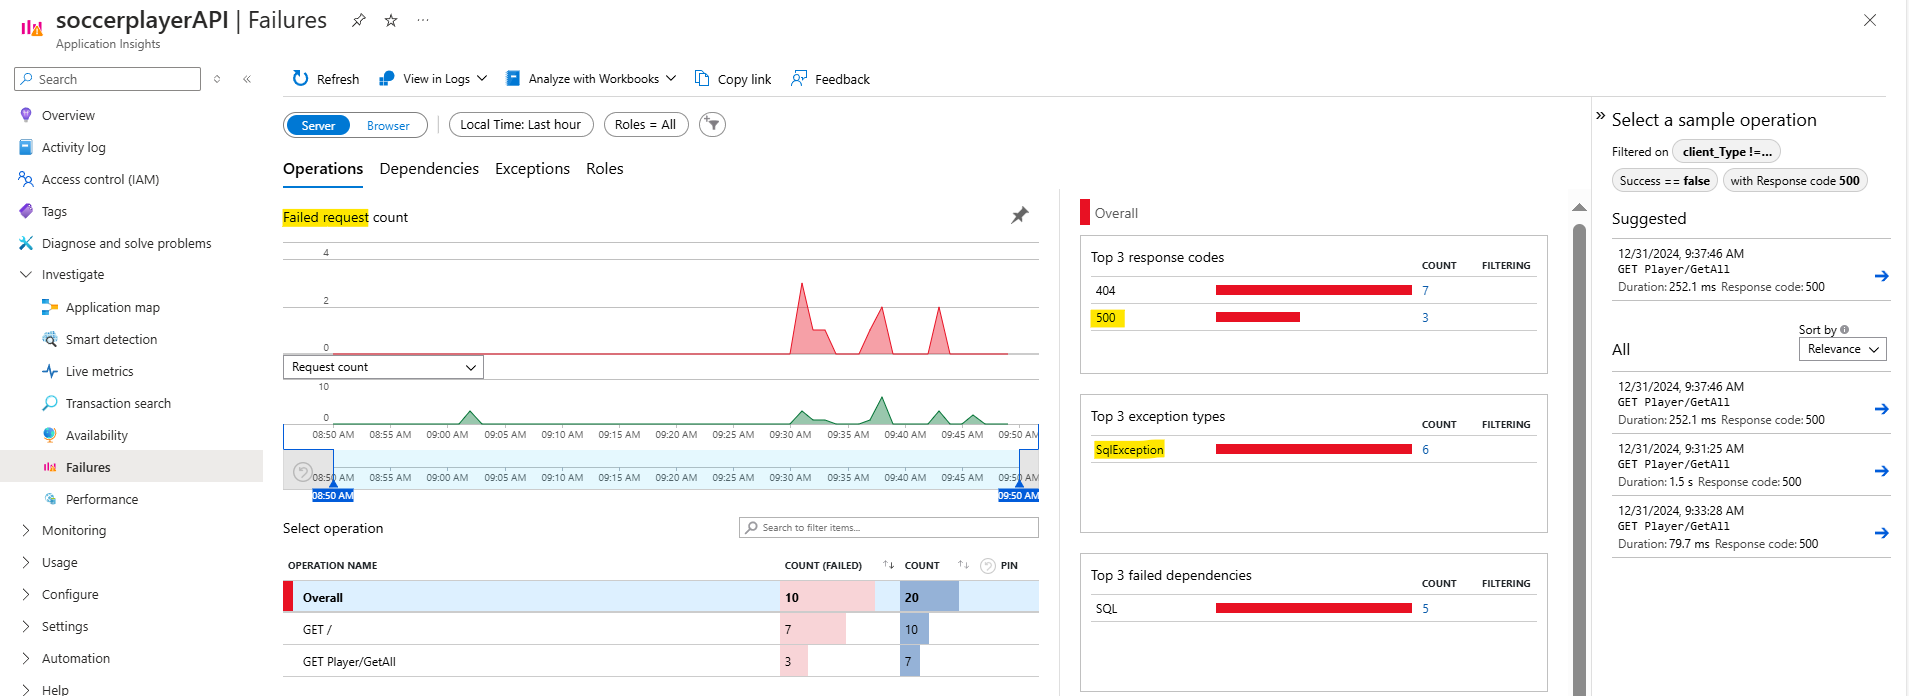 soccerplayerAPI | Failures
Application Insights
Search
Overview
Activity log
Access control (IAM)
Tags
Diagnose and solve problems
Investigate
Application map
Smart detection
Live metrics
Transaction search
Availability
Failures
Performance
Monitoring
Usage
Configure
Settings
Automation
Help
Refresh
View in Logs
Analyze with Workbooks
Copy link
Feedback
Server
Browser
Local Time: Last hour
Roles = All
Operations
Dependencies
Exceptions
Roles
Failed request count
4
2
0
Request count
10
0
08:50 AM 08:55 AM 09:00 AM 09:05 AM 09:10 AM 09:15 AM 09:20 AM 09:25 AM 09:30 AM 09:35 AM 09:40 AM 09:45 AM 09:50 AM
08:50 AM 08:55 AM 09:00 AM 09:05 AM 09:10 AM 09:15 AM 09:20 AM 09:25 AM 09:30 AM 09:35 AM 09:40 AM 09:45 AM 09:50 AM
08:50 AM 09:50 AM
Select operation
Search to filter items...
OPERATION NAME COUNT (FAILED) COUNT PIN
Overall 10 20
GET / 7 10
GET Player/GetAll 3 7
Overall
Top 3 response codes COUNT FILTERING
404 7
500 3
Top 3 exception types COUNT FILTERING
SqlException 6
Top 3 failed dependencies COUNT FILTERING
SQL 5
Select a sample operation
Filtered on client_Type !=...
Success == false with Response code 500
Suggested
12/31/2024, 9:37:46 AM
GET Player/GetAll
Duration: 252.1 ms Response code: 500
Sort by
All
Relevance
12/31/2024, 9:37:46 AM
GET Player/GetAll
Duration: 252.1 ms Response code: 500
12/31/2024, 9:31:25 AM
GET Player/GetAll
Duration: 1.5 s Response code: 500
12/31/2024, 9:33:28 AM
GET Player/GetAll
Duration: 79.7 ms Response code: 500